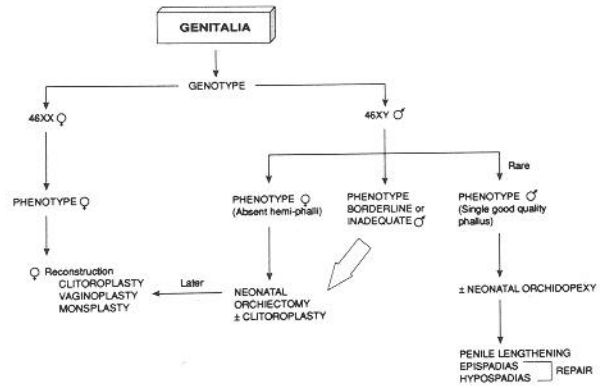 GENITALIA
GENOTYPE
46XX ♀
46XY ♂
Rare
PHENOTYPE ♀
PHENOTYPE ♀
(Absent hemi-phalli)
PHENOTYPE
BORDERLINE or
INADEQUATE ♂
PHENOTYPE ♂
(Single good quality
phallus)
♀ Reconstruction
CLITOROPLASTY
VAGINOPLASTY
MONSPLASTY
Later
NEONATAL
ORCHIECTOMY
± CLITOROPLASTY
± NEONATAL ORCHIDOPEXY
PENILE LENGTHENING
EPISPADIAS
HYPOSPADIAS
REPAIR